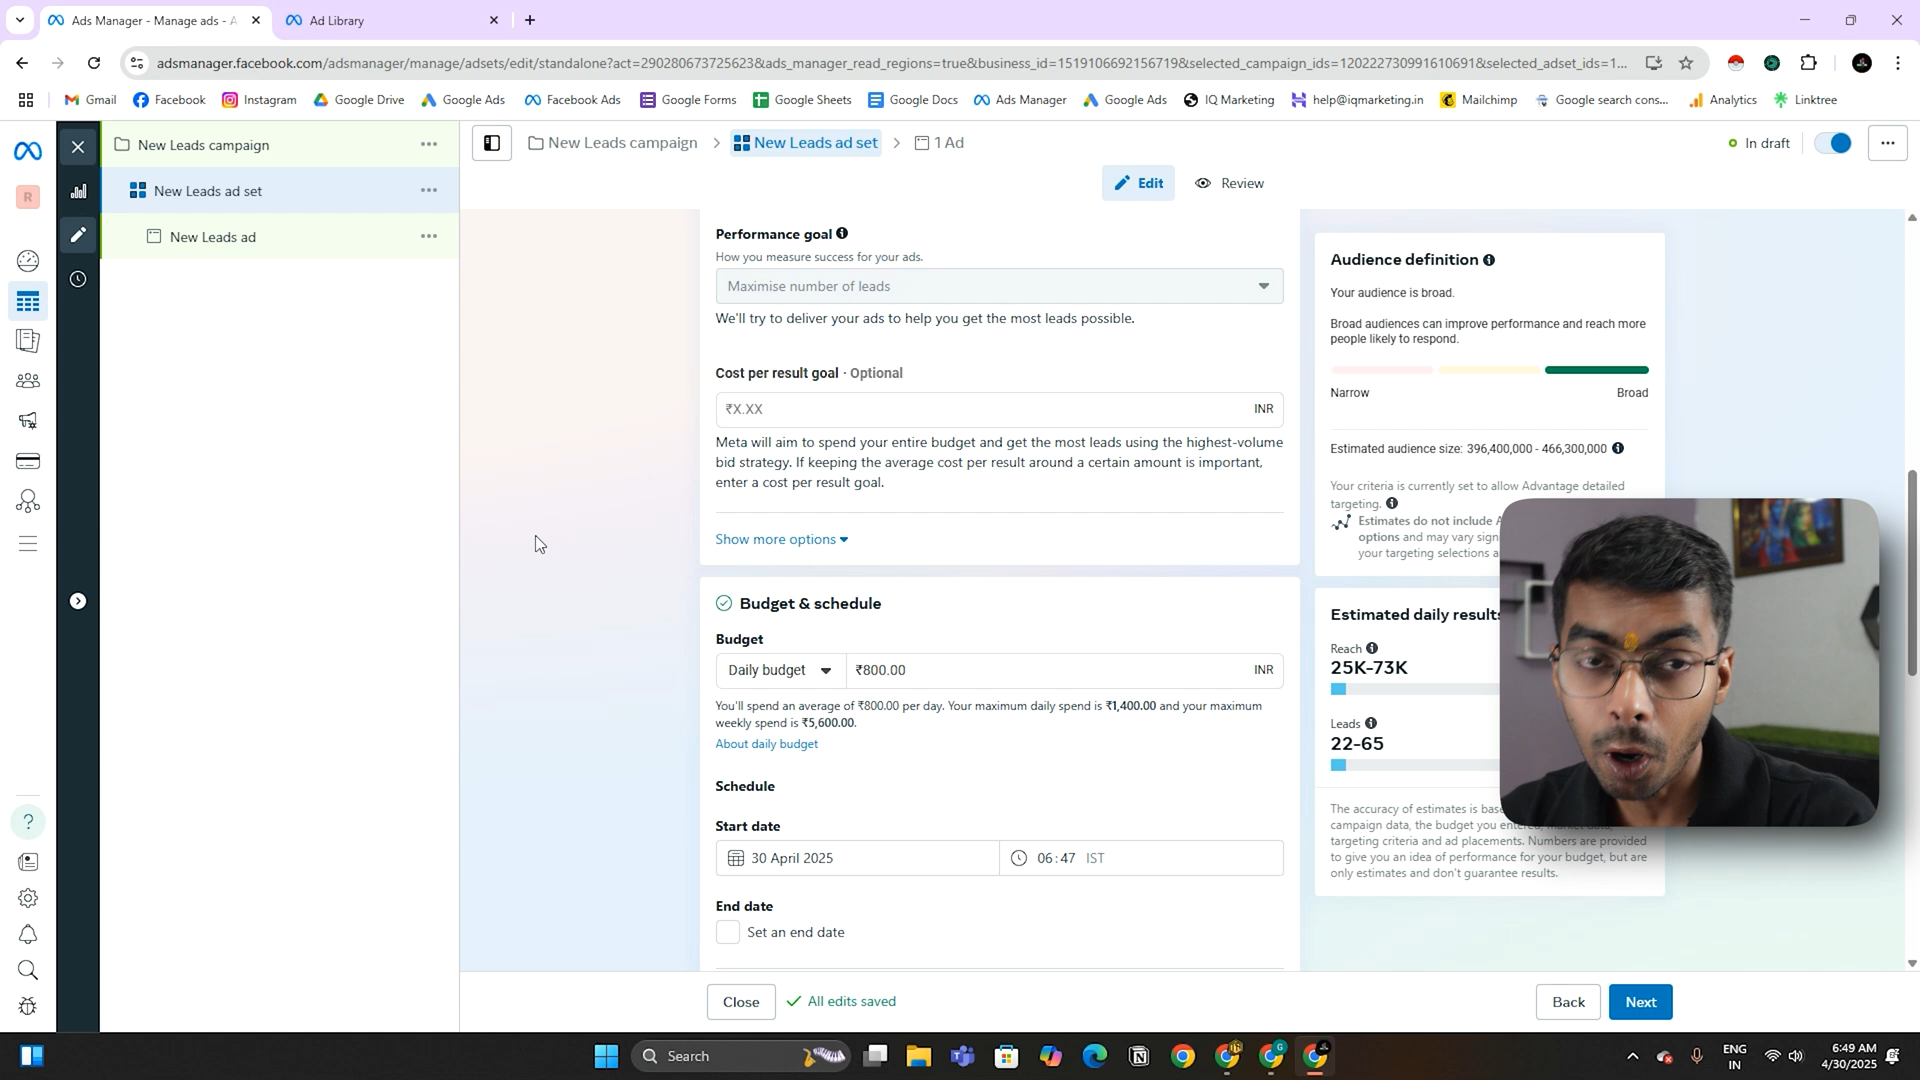 Ads Manager - Manage ads - A
Ad Library
adsmanager.facebook.com/adsmanager/manage/adsets/edit/standalone?act=290280673725623&ads_manager_read_regions=true&business_id=1519106692156719&selected_campaign_ids=120222730991610691&selected_adset_ids=1...
Gmail
Facebook
Instagram
Google Drive
Google Ads
Facebook Ads
Google Forms
Google Sheets
Google Docs
Ads Manager
Google Ads
IQ Marketing
help@iqmarketing.in
Mailchimp
Google search cons...
Analytics
Linktree
R
New Leads campaign
New Leads ad set
New Leads ad
New Leads campaign
New Leads ad set
1 Ad
In draft
Edit
Review
Performance goal
How you measure success for your ads.
Maximise number of leads
We'll try to deliver your ads to help you get the most leads possible.
Cost per result goal · Optional
₹X.XX
INR
Meta will aim to spend your entire budget and get the most leads using the highest-volume
bid strategy. If keeping the average cost per result around a certain amount is important,
enter a cost per result goal.
Show more options
Budget & schedule
Budget
Daily budget
₹800.00
INR
You'll spend an average of ₹800.00 per day. Your maximum daily spend is ₹1,400.00 and your maximum
weekly spend is ₹5,600.00.
About daily budget
Schedule
Start date
30 April 2025
06:47 IST
End date
Set an end date
Close
All edits saved
Back
Next
Audience definition
Your audience is broad.
Broad audiences can improve performance and reach more
people likely to respond.
Narrow
Broad
Estimated audience size: 396,400,000 - 466,300,000
Your criteria is currently set to allow Advantage detailed
targeting.
Estimates do not include A
options and may vary sign
your targeting selections a
Estimated daily results
Reach
25K-73K
Leads
22-65
The accuracy of estimates is base
campaign data, the budget you entered, market data,
targeting criteria and ad placements. Numbers are provided
to give you an idea of performance for your budget, but are
only estimates and don't guarantee results.
Search
ENG
IN
6:49 AM
4/30/2025